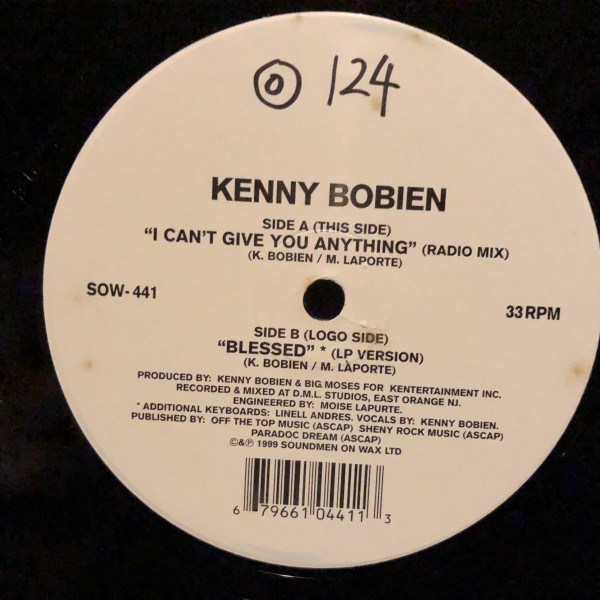 ⓪ 124
KENNY BOBIEN
SIDE A (THIS SIDE)
“I CAN'T GIVE YOU ANYTHING” (RADIO MIX)
(K. BOBIEN / M. LAPORTE)
SOW-441
33 RPM
SIDE B (LOGO SIDE)
“BLESSED” * (LP VERSION)
(K. BOBIEN / M. LAPORTE)
PRODUCED BY: KENNY BOBIEN & BIG MOSES FOR KENTERTAINMENT INC.
RECORDED & MIXED AT D.M.L. STUDIOS, EAST ORANGE NJ.
ENGINEERED BY: MOISE LAPURTE.
* ADDITIONAL KEYBOARDS: LINELL ANDRES. VOCALS BY: KENNY BOBIEN.
PUBLISHED BY: OFF THE TOP MUSIC (ASCAP) SHENY ROCK MUSIC (ASCAP)
PARADOC DREAM (ASCAP)
©&℗ 1999 SOUNDMEN ON WAX LTD
6 79661 04411 3